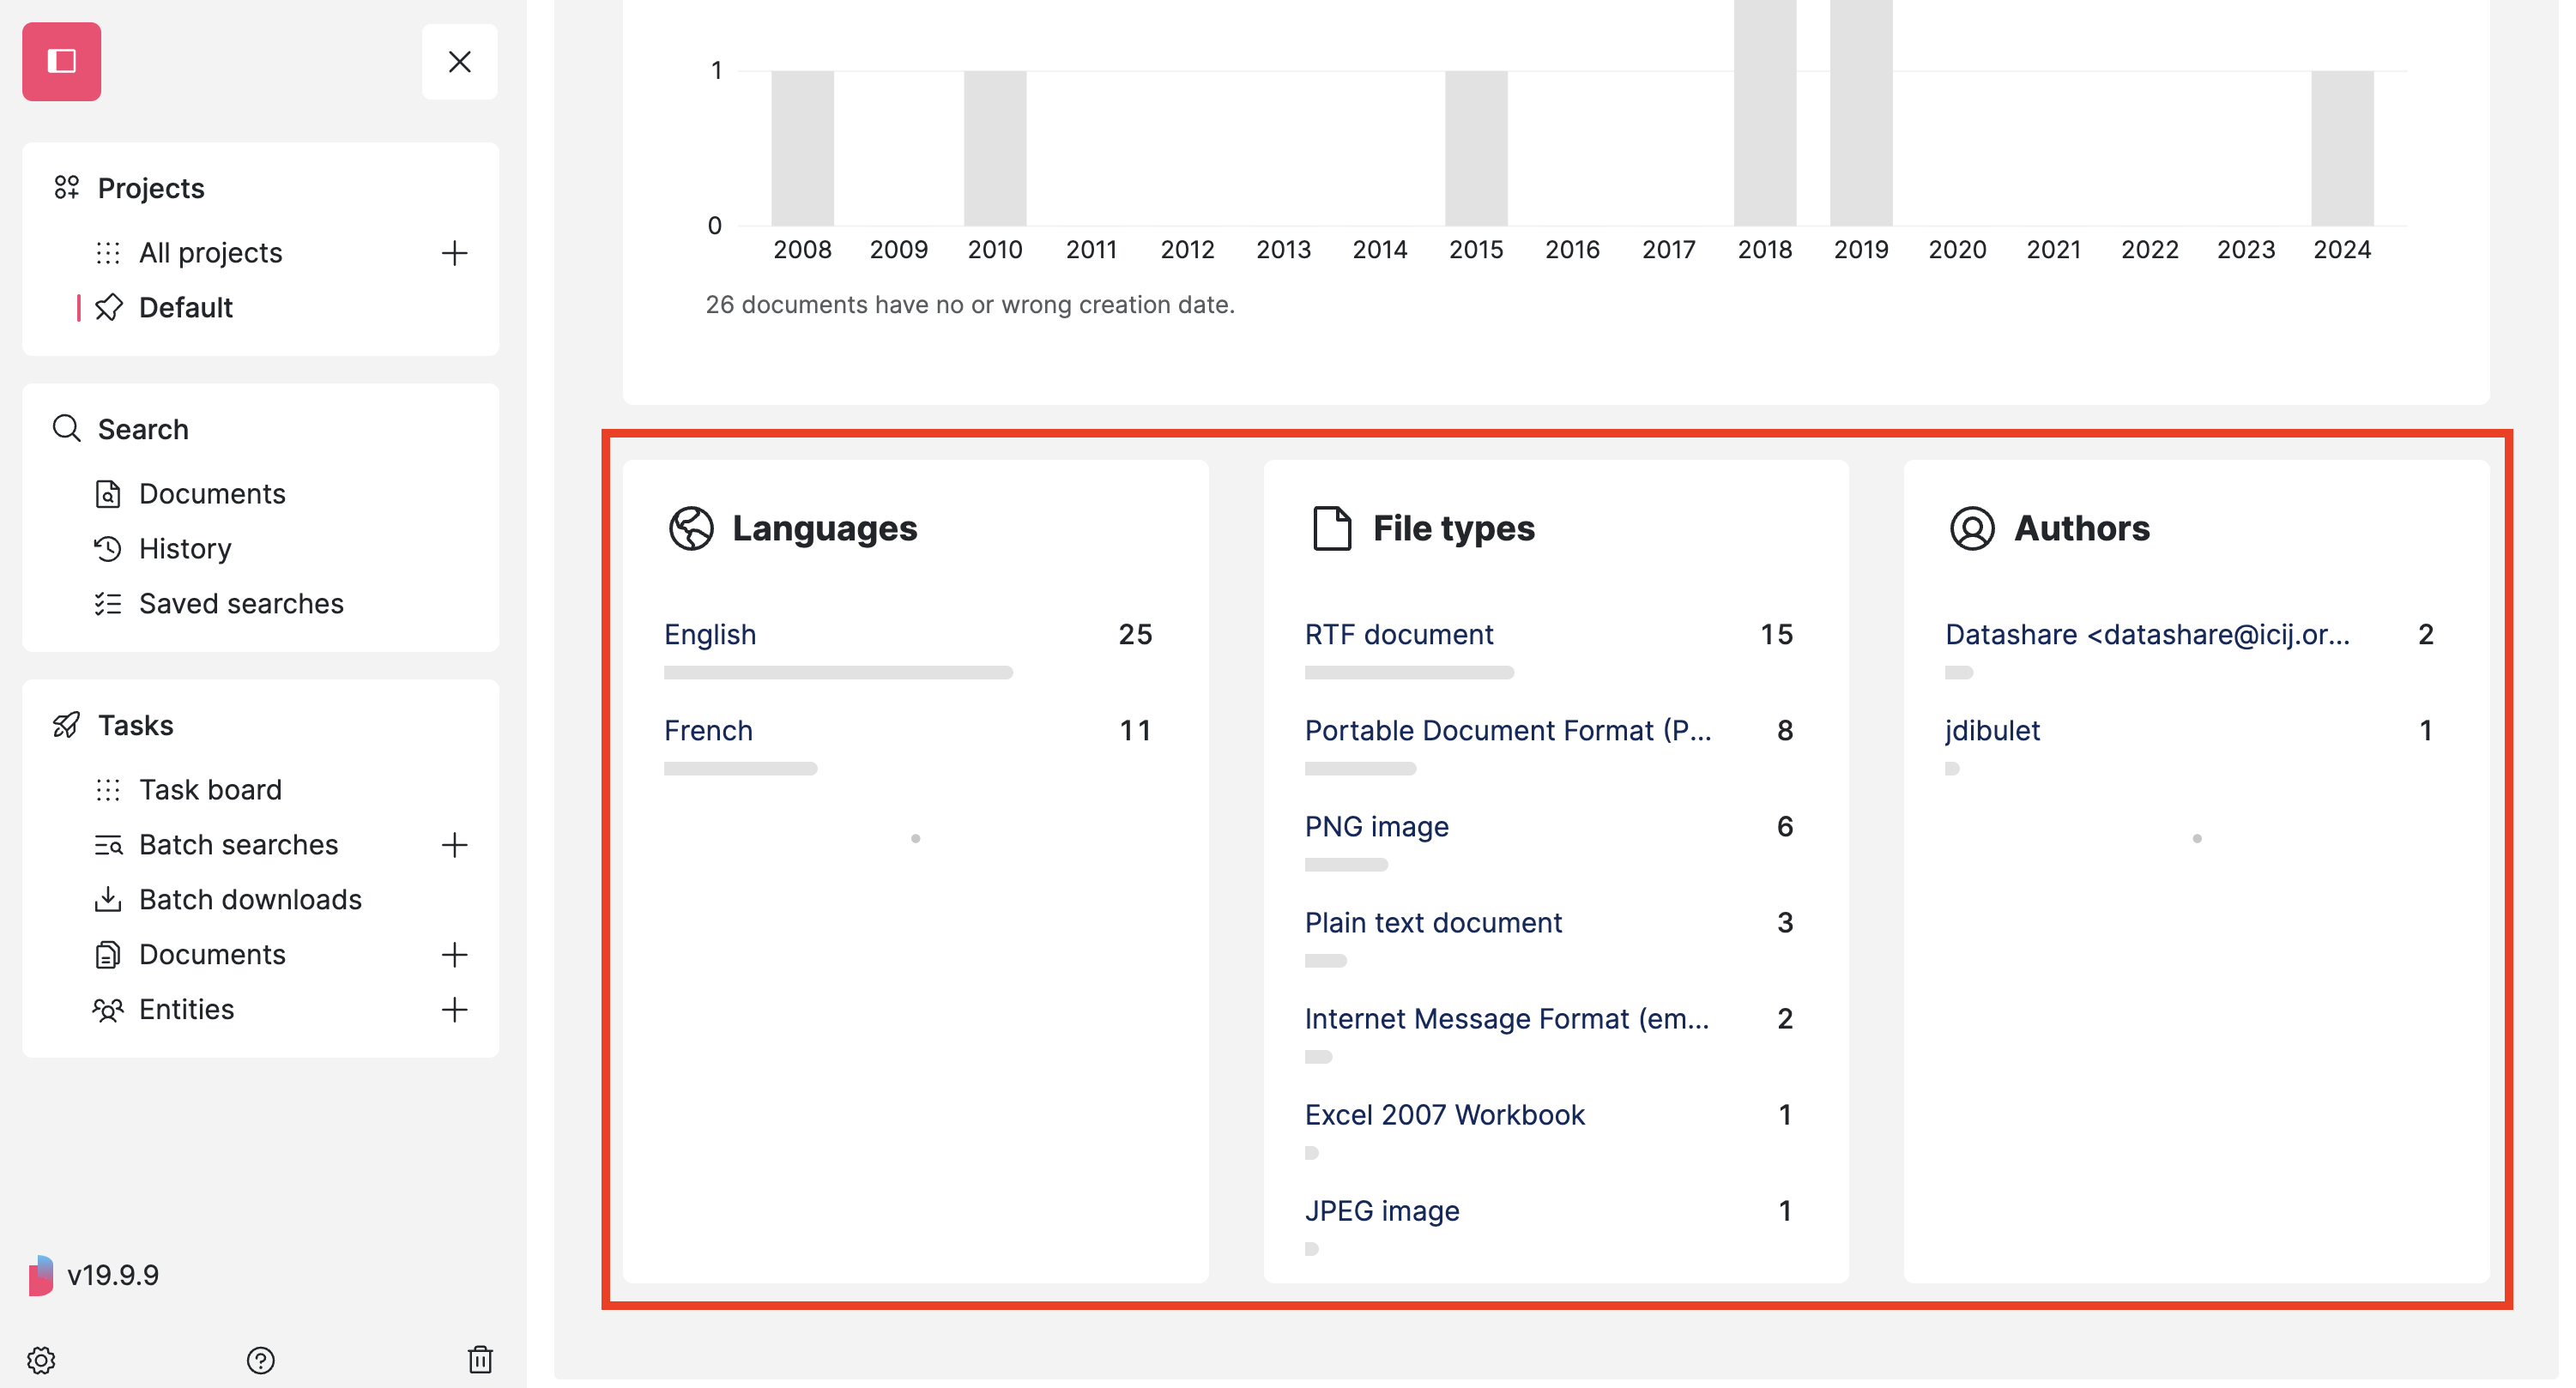 Projects
All projects
Default
Search
Documents
History
Saved searches
Tasks
Task board
Batch searches
Batch downloads
Documents
Entities
v19.9.9
1
0
2008 2009 2010 2011 2012 2013 2014 2015 2016 2017 2018 2019 2020 2021 2022 2023 2024
26 documents have no or wrong creation date.
Languages
English 25
French 11
File types
RTF document 15
Portable Document Format (P... 8
PNG image 6
Plain text document 3
Internet Message Format (em... 2
Excel 2007 Workbook 1
JPEG image 1
Authors
Datashare <datashare@icij.or... 2
jdibulet 1